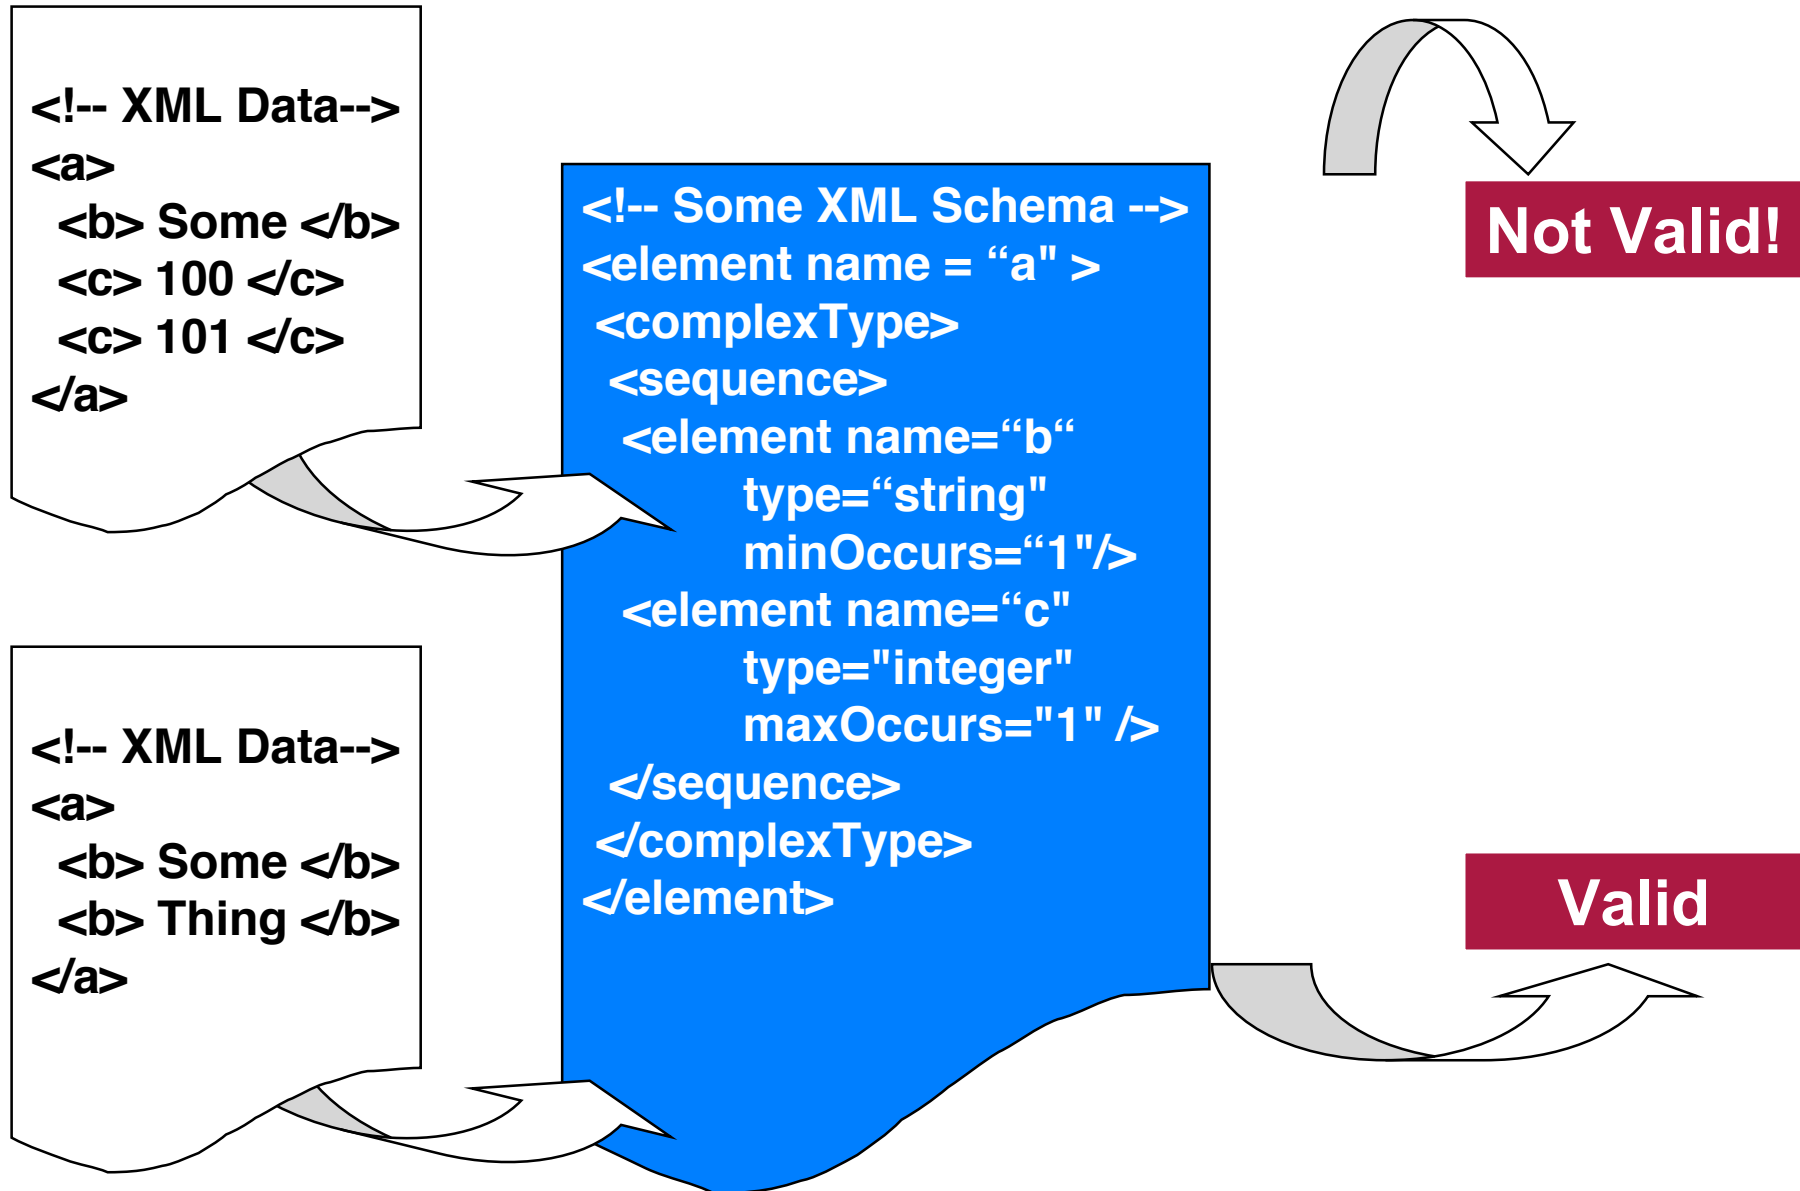 <!-- XML Data-->
<a>
<b> Some </b>
<c> 100 </c>
<c> 101 </c>
</a>
<!-- XML Data-->
<a>
<b> Some </b>
<b> Thing </b>
</a>
<!-- Some XML Schema -->
<element name = “a" >
<complexType>
<sequence>
<element name=“b“
type=“string"
minOccurs=“1"/>
<element name=“c"
type="integer"
maxOccurs="1" />
</sequence>
</complexType>
</element>
Not Valid!
Valid